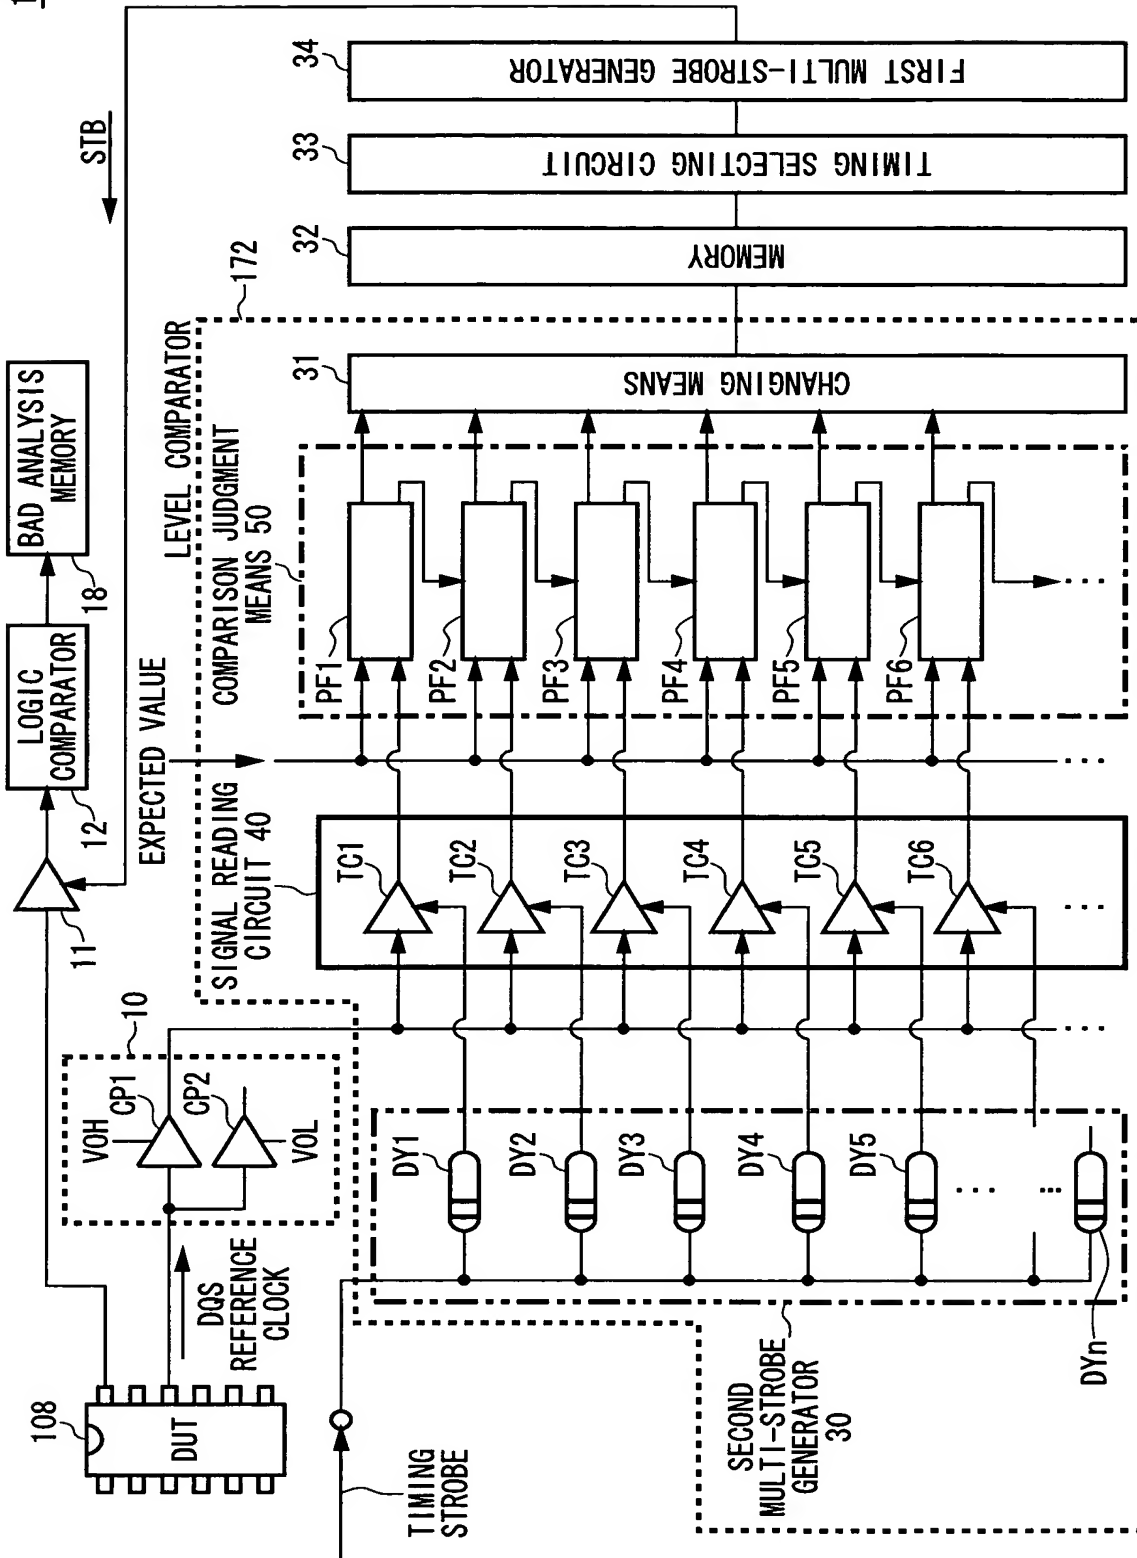 108
DUT
DQS
REFERENCE
CLOCK
10
VOH
CP1
CP2
VOL
11
12
LOGIC
COMPARATOR
18
BAD ANALYSIS
MEMORY
STB
TIMING
STROBE
EXPECTED VALUE
SIGNAL READING
CIRCUIT 40
COMPARISON JUDGMENT
MEANS 50
LEVEL COMPARATOR
172
SECOND
MULTI-STROBE
GENERATOR
30
DY1
DY2
DY3
DY4
DY5
....
...
DYn
TC1
TC2
TC3
TC4
TC5
TC6
....
PF1
PF2
PF3
PF4
PF5
PF6
....
31
CHANGING MEANS
32
MEMORY
33
TIMING SELECTING CIRCUIT
34
FIRST MULTI-STROBE GENERATOR